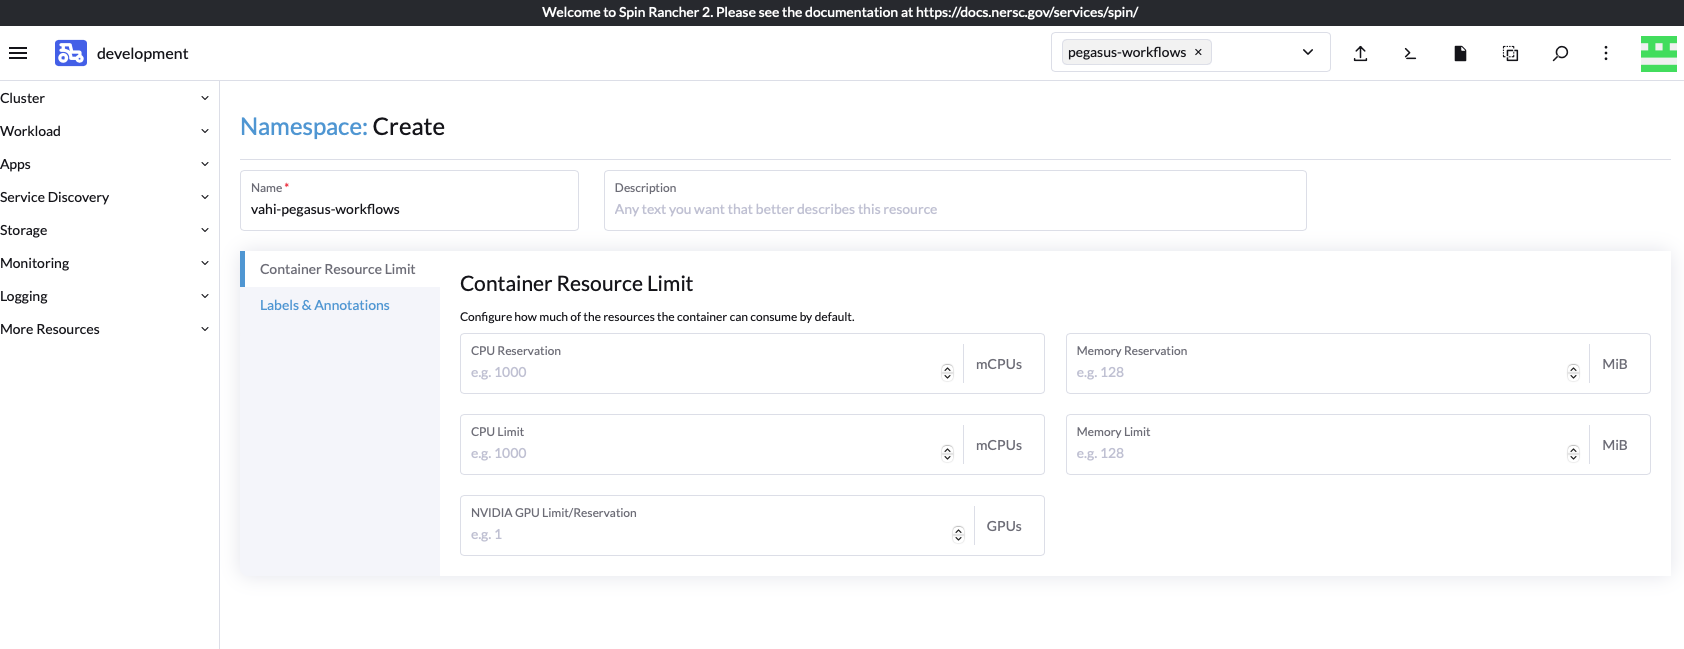 Welcome to Spin Rancher 2. Please see the documentation at https://docs.nersc.gov/services/spin/
development
pegasus-workflows ×
Cluster
Workload
Apps
Service Discovery
Storage
Monitoring
Logging
More Resources
Namespace: Create
Name *
vahi-pegasus-workflows
Description
Any text you want that better describes this resource
Container Resource Limit
Labels & Annotations
Container Resource Limit
Configure how much of the resources the container can consume by default.
CPU Reservation
e.g. 1000
mCPUs
Memory Reservation
e.g. 128
MiB
CPU Limit
e.g. 1000
mCPUs
Memory Limit
e.g. 128
MiB
NVIDIA GPU Limit/Reservation
e.g. 1
GPUs